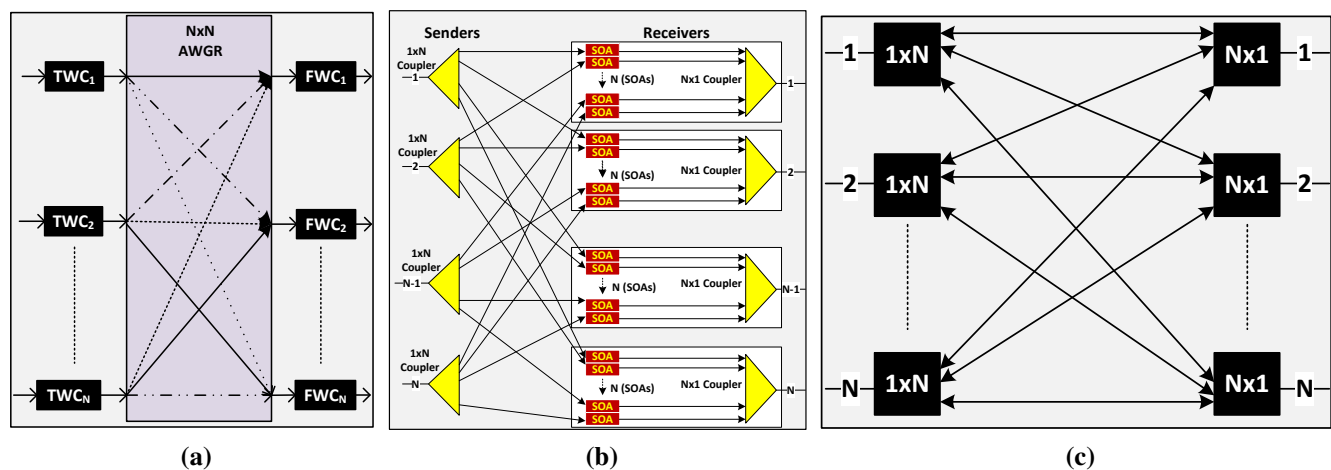 NxN
AWGR
TWC1
FWC1
TWC2
FWC2
TWCN
FWCN
(a)
Senders
Receivers
1xN
Coupler
1
SOA
SOA
N (SOAs)
Nx1 Coupler
SOA
SOA
1
1xN
Coupler
2
SOA
SOA
N (SOAs)
Nx1 Coupler
SOA
SOA
2
1xN
Coupler
N-1
SOA
SOA
N (SOAs)
Nx1 Coupler
SOA
SOA
N-1
1xN
Coupler
N
SOA
SOA
N (SOAs)
Nx1 Coupler
SOA
SOA
N
(b)
1
1xN
Nx1
1
2
1xN
Nx1
2
N
1xN
Nx1
N
(c)